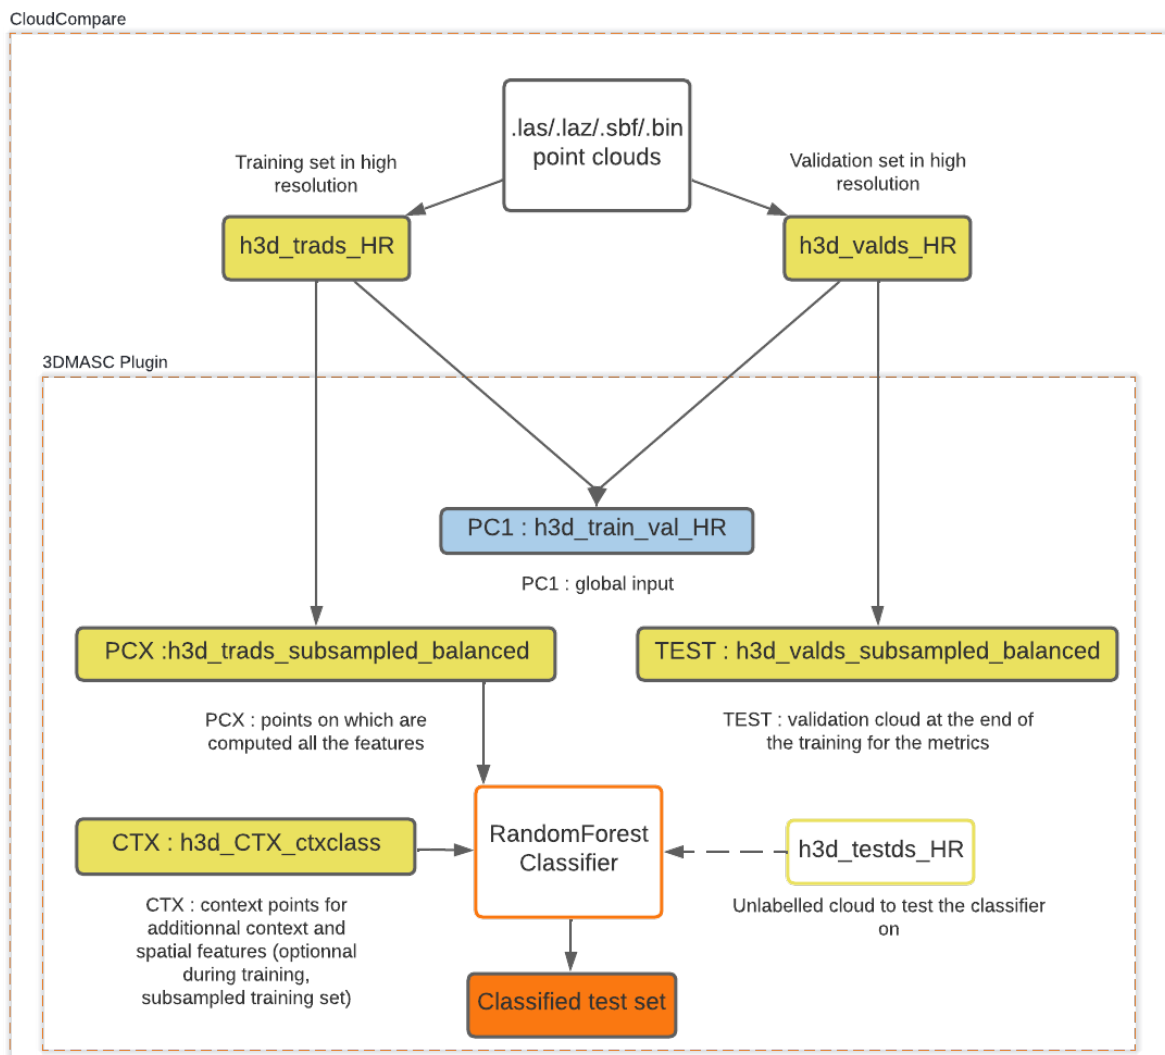 CloudCompare
.las/.laz/.sbf/.bin
point clouds
Training set in high
resolution
Validation set in high
resolution
h3d_trads_HR
h3d_valds_HR
3DMASC Plugin
PC1 : h3d_train_val_HR
PC1 : global input
PCX :h3d_trads_subsampled_balanced
TEST : h3d_valds_subsampled_balanced
PCX : points on which are
computed all the features
TEST : validation cloud at the end of
the training for the metrics
CTX : h3d_CTX_ctxclass
RandomForest
Classifier
h3d_testds_HR
CTX : context points for
additionnal context and
spatial features (optionnal
during training,
subsampled training set)
Unlabelled cloud to test the classifier
on
Classified test set